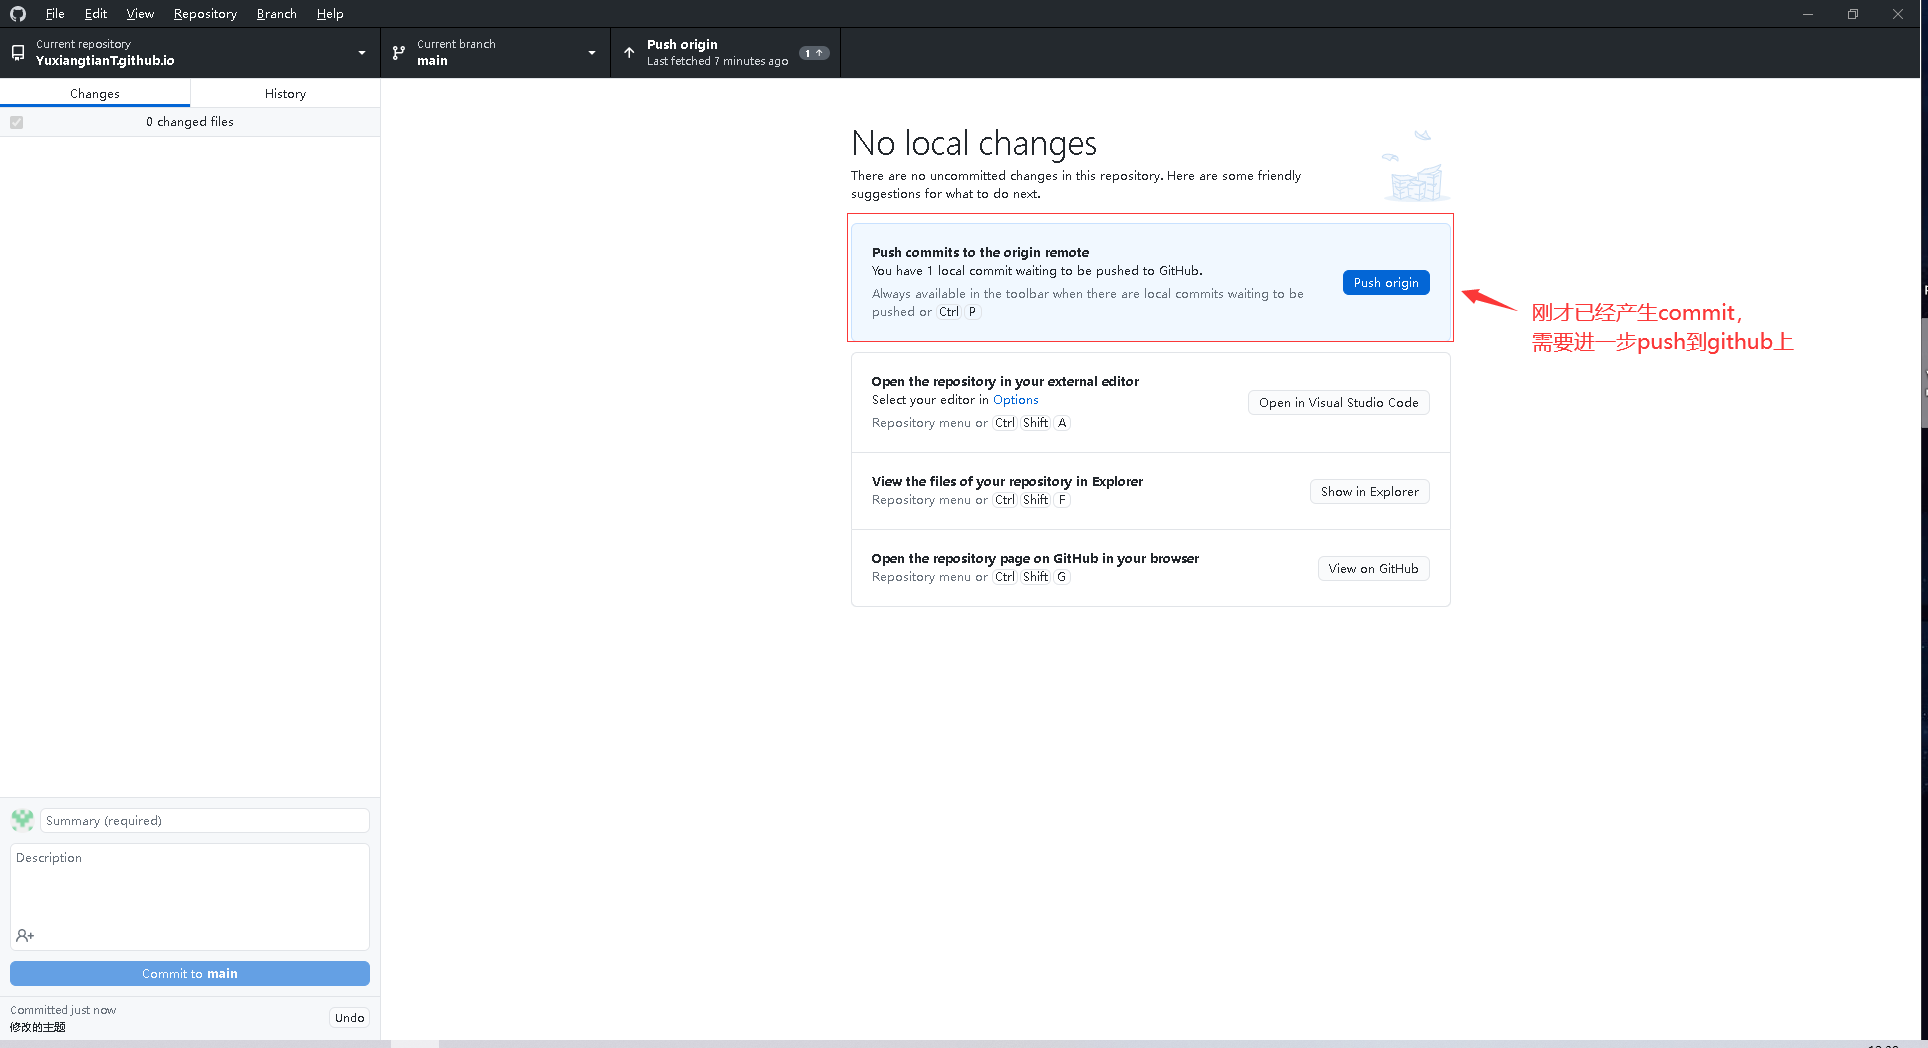 File Edit View Repository Branch Help
Current repository
YuxiangtianT.github.io
Current branch
main
Push origin
Last fetched 7 minutes ago
1
Changes
History
0 changed files
No local changes
There are no uncommitted changes in this repository. Here are some friendly
suggestions for what to do next.
Push commits to the origin remote
You have 1 local commit waiting to be pushed to GitHub.
Always available in the toolbar when there are local commits waiting to be
pushed or Ctrl P
Push origin
刚才已经产生commit，
需要进一步push到github上
Open the repository in your external editor
Select your editor in Options
Repository menu or Ctrl Shift A
Open in Visual Studio Code
View the files of your repository in Explorer
Repository menu or Ctrl Shift F
Show in Explorer
Open the repository page on GitHub in your browser
Repository menu or Ctrl Shift G
View on GitHub
Summary (required)
Description
Commit to main
Committed just now
修改的主题
Undo